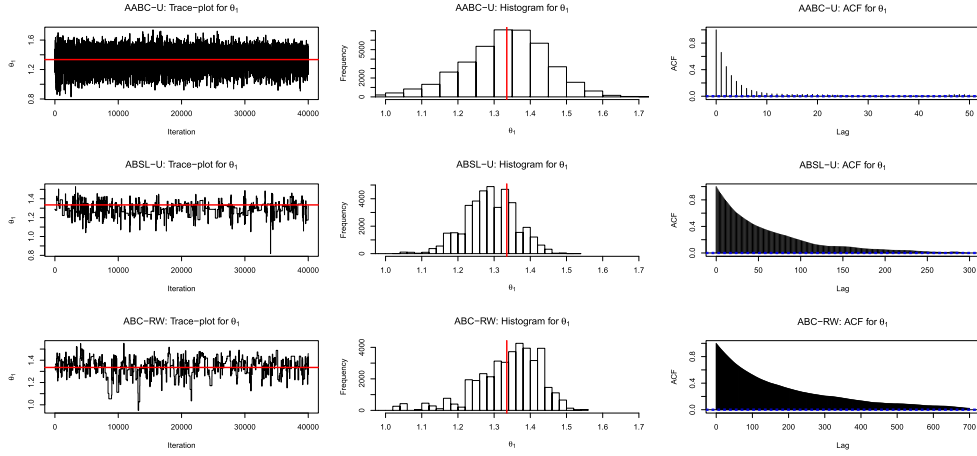 AABC−U: Trace−plot for θ1
θ1
0.8 1.2 1.6
0 10000 20000 30000 40000
Iteration
AABC−U: Histogram for θ1
Frequency
0 2000 6000
1.0 1.1 1.2 1.3 1.4 1.5 1.6 1.7
θ1
AABC−U: ACF for θ1
ACF
0.0 0.4 0.8
0 10 20 30 40 50
Lag
ABSL−U: Trace−plot for θ1
θ1
0.8 1.0 1.2 1.4
0 10000 20000 30000 40000
Iteration
ABSL−U: Histogram for θ1
Frequency
0 2000 4000
1.0 1.1 1.2 1.3 1.4 1.5 1.6 1.7
θ1
ABSL−U: ACF for θ1
ACF
0.0 0.4 0.8
0 50 100 150 200 250 300
Lag
ABC−RW: Trace−plot for θ1
θ1
1.0 1.2 1.4
0 10000 20000 30000 40000
Iteration
ABC−RW: Histogram for θ1
Frequency
0 2000 4000
1.0 1.1 1.2 1.3 1.4 1.5 1.6 1.7
θ1
ABC−RW: ACF for θ1
ACF
0.0 0.4 0.8
0 100 200 300 400 500 600 700
Lag